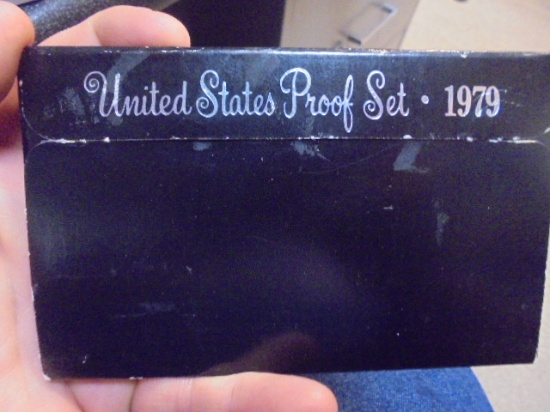 United States Proof Set · 1979